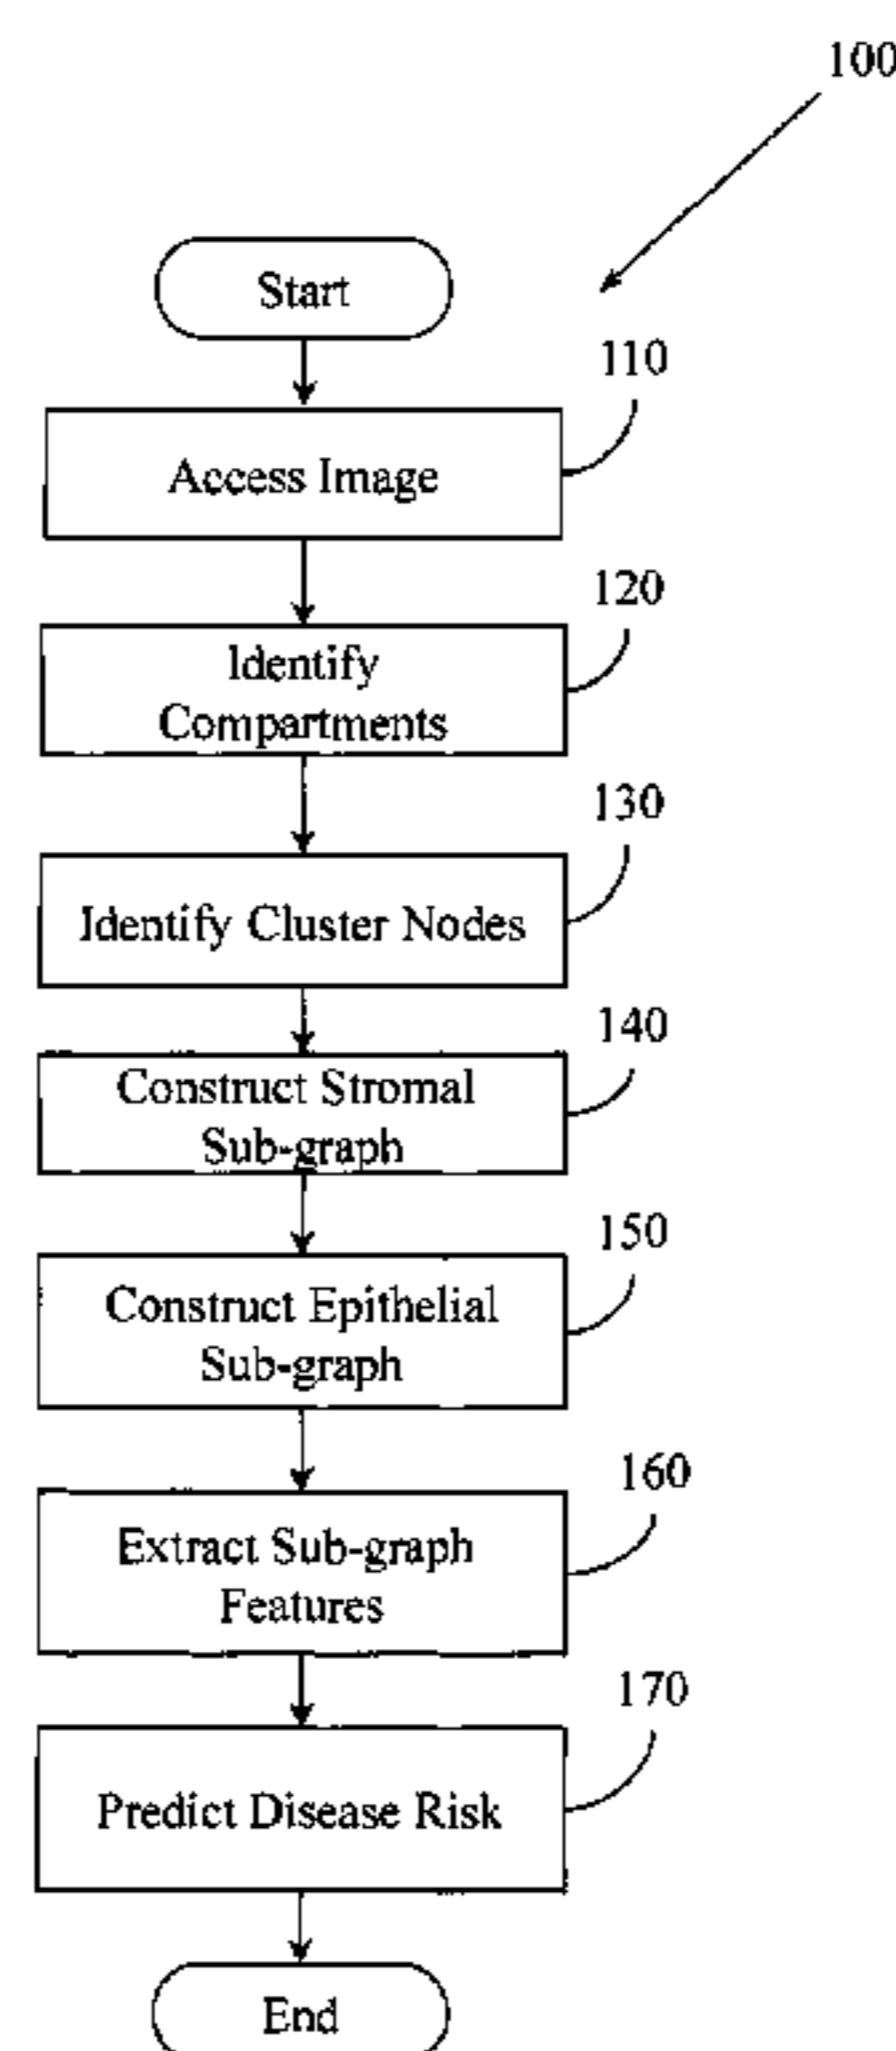 100
Start
110
Access Image
120
Identify
Compartments
130
Identify Cluster Nodes
140
Construct Stromal
Sub-graph
150
Construct Epithelial
Sub-graph
160
Extract Sub-graph
Features
170
Predict Disease Risk
End